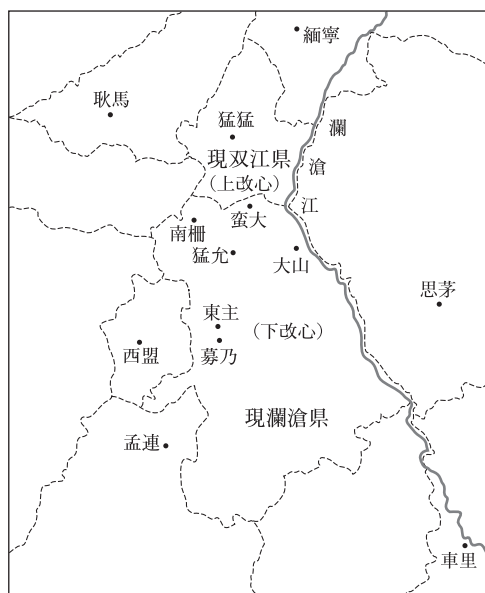 緬寧
耿馬
猛猛
瀾滄江
現双江県
（上改心）
蛮大
南柵
猛允
大山
思茅
東主
（下改心）
西盟
募乃
現瀾滄県
孟連
車里